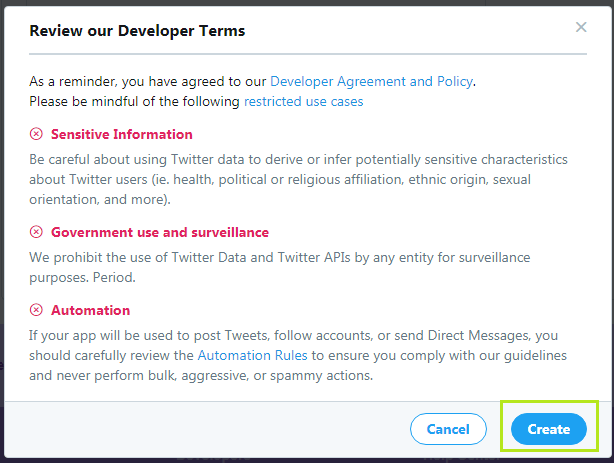 Review our Developer Terms
As a reminder, you have agreed to our Developer Agreement and Policy.
Please be mindful of the following restricted use cases
Sensitive Information
Be careful about using Twitter data to derive or infer potentially sensitive characteristics
about Twitter users (ie. health, political or religious affiliation, ethnic origin, sexual
orientation, and more).
Government use and surveillance
We prohibit the use of Twitter Data and Twitter APIs by any entity for surveillance
purposes. Period.
Automation
If your app will be used to post Tweets, follow accounts, or send Direct Messages, you
should carefully review the Automation Rules to ensure you comply with our guidelines
and never perform bulk, aggressive, or spammy actions.
Cancel Create